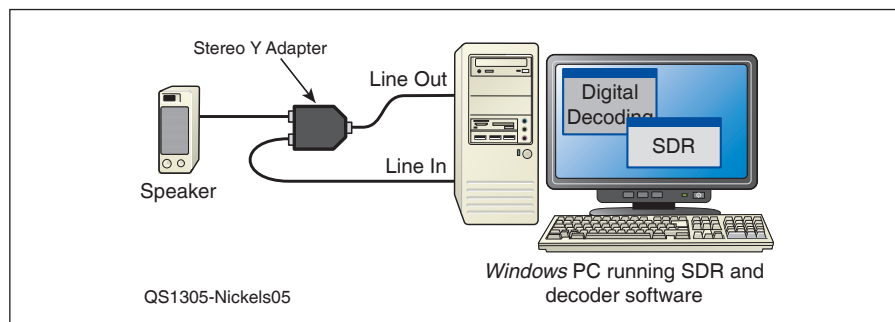 Stereo Y Adapter
Line Out
Line In
Speaker
Digital
Decoding
SDR
Windows PC running SDR and
decoder software
QS1305-Nickels05